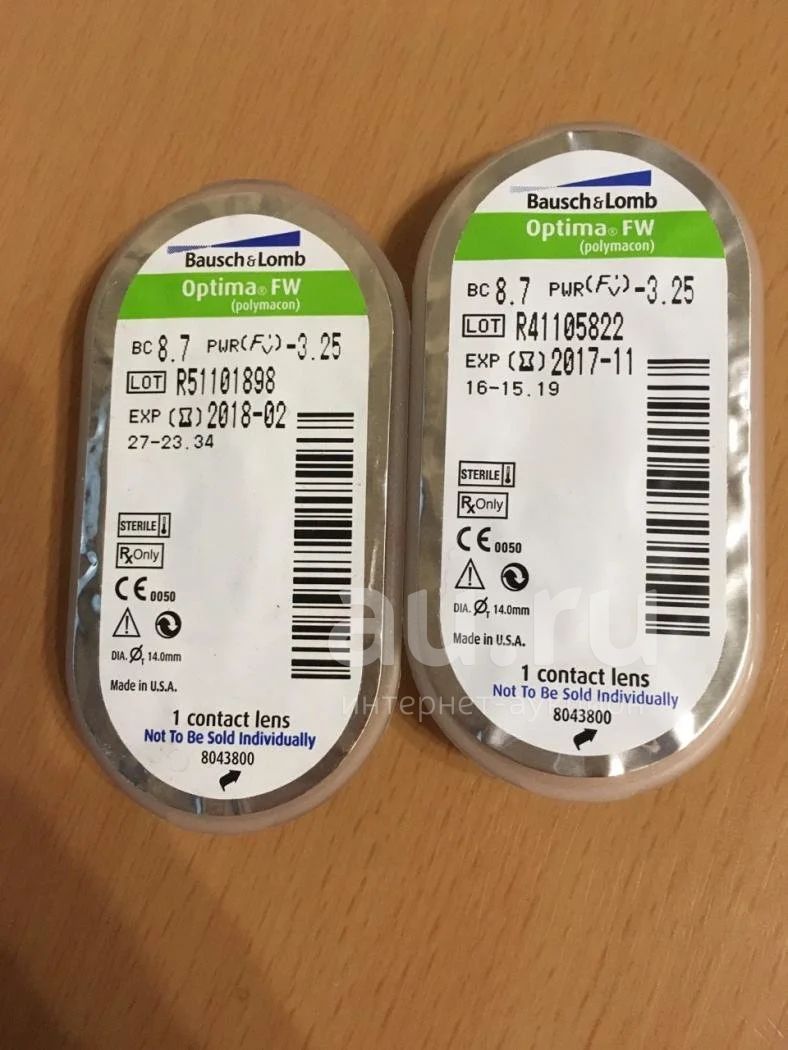 Bausch & Lomb
Optima® FW
(polymacon)
BC 8.7 PWR(Fv)-3.25
LOT R51101898
EXP 2018-02
27-23.34
STERILE
Rx Only
CE 0050
DIA. ØT 14.0mm
Made in U.S.A.
1 contact lens
Not To Be Sold Individually
8043800
Bausch & Lomb
Optima® FW
(polymacon)
BC 8.7 PWR(F'v)-3.25
LOT R41105822
EXP 2017-11
16-15.19
STERILE
Rx Only
CE 0050
DIA. ØT 14.0mm
Made in U.S.A.
1 contact lens
Not To Be Sold Individually
8043800
au.ru
интернет-аукцион